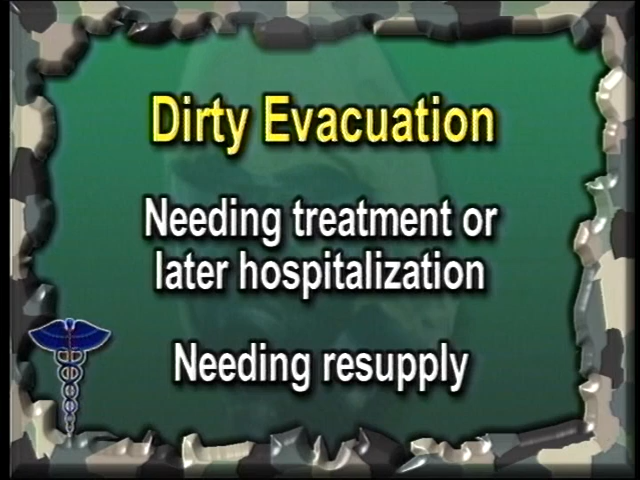 Dirty Evacuation
Needing treatment or
later hospitalization
Needing resupply